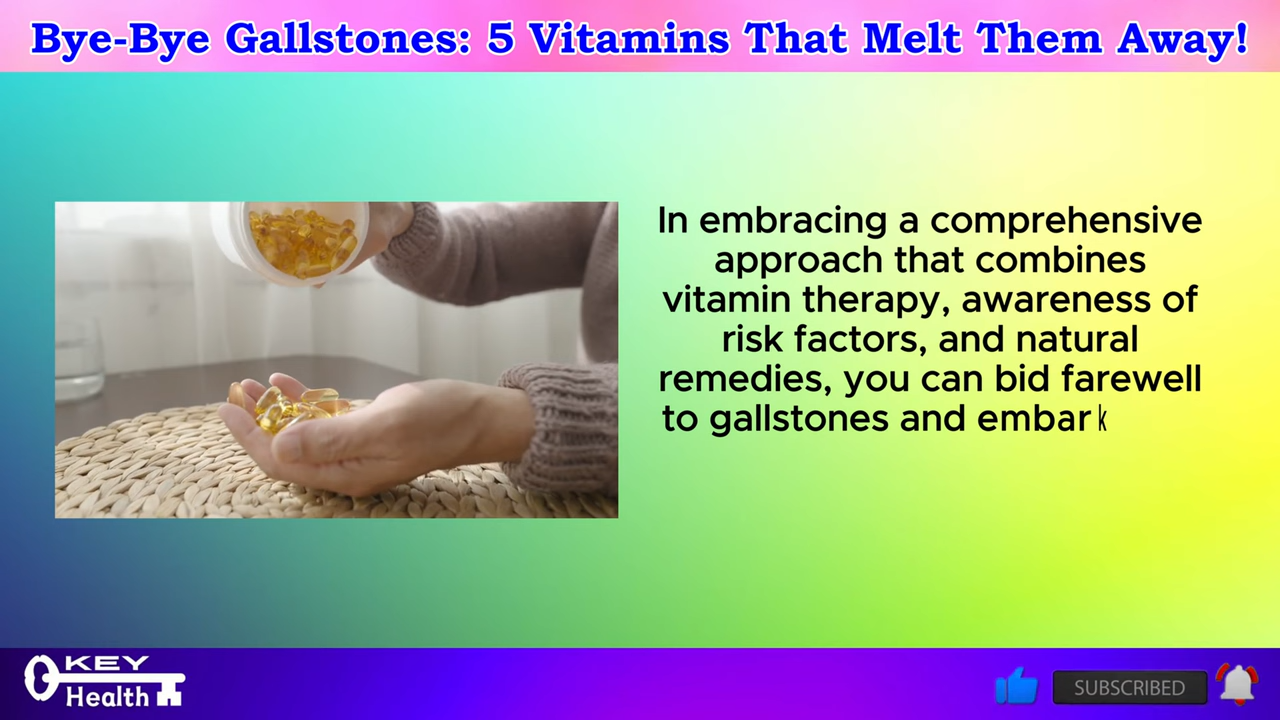 Bye-Bye Gallstones: 5 Vitamins That Melt Them Away!
In embracing a comprehensive
approach that combines
vitamin therapy, awareness of
risk factors, and natural
remedies, you can bid farewell
to gallstones and embark
KEY
Health
SUBSCRIBED